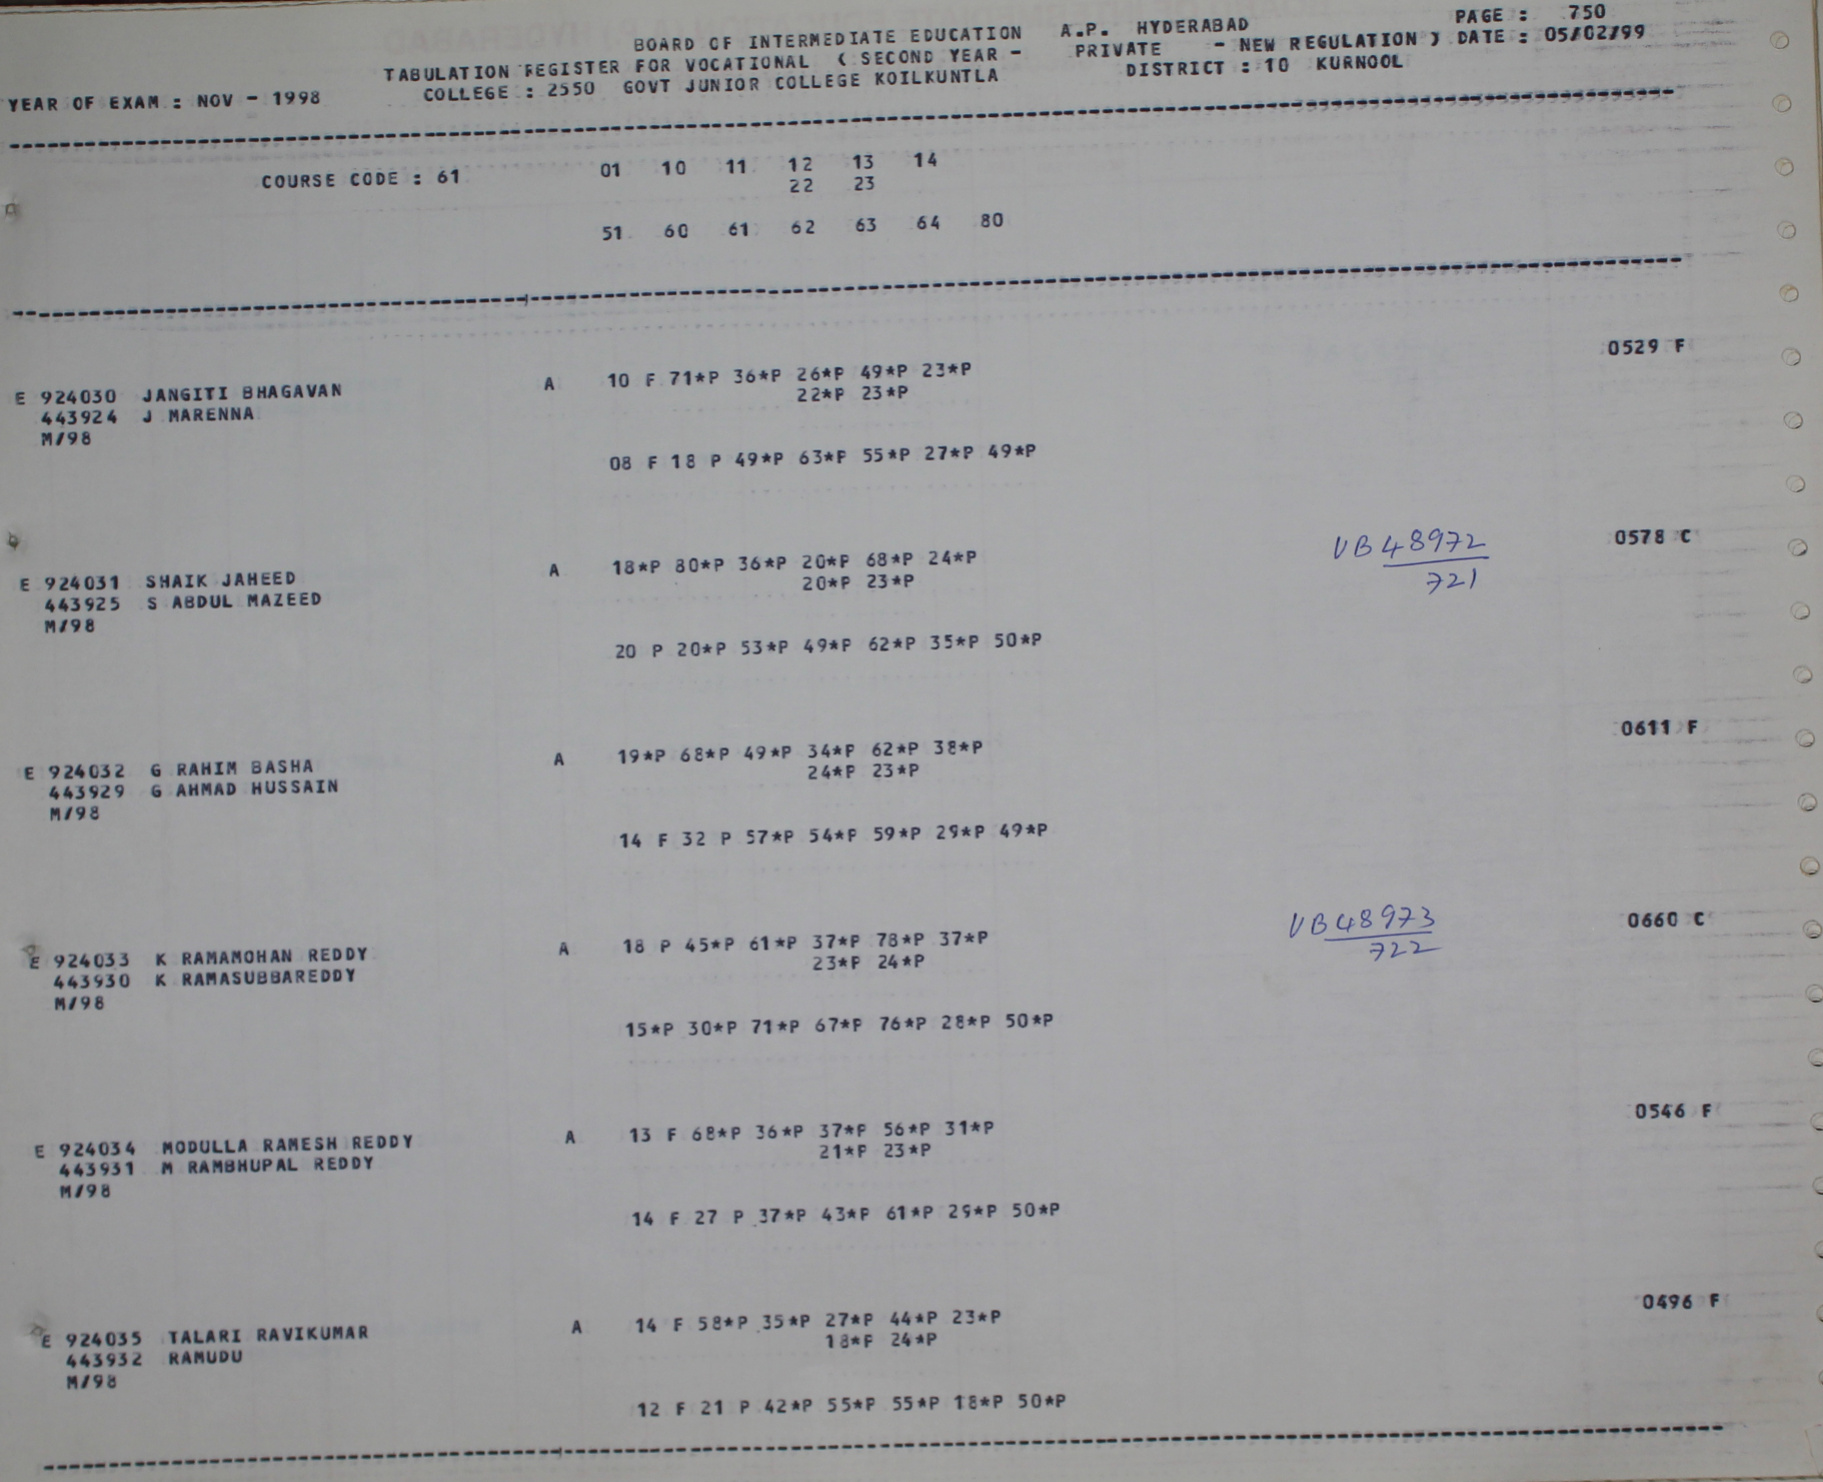 BOARD OF INTERMEDIATE EDUCATION A.P. HYDERABAD PAGE : 750
TABULATION REGISTER FOR VOCATIONAL ( SECOND YEAR - PRIVATE - NEW REGULATION ) DATE : 05/02/99
YEAR OF EXAM : NOV - 1998 COLLEGE : 2550 GOVT JUNIOR COLLEGE KOILKUNTLA DISTRICT : 10 KURNOOL
COURSE CODE : 61 01 10 11 12 13 14
22 23
51 60 61 62 63 64 80
0529 F
E 924030 JANGITI BHAGAVAN A 10 F 71*P 36*P 26*P 49*P 23*P
443924 J MARENNA 22*P 23*P
M/98
08 F 18 P 49*P 63*P 55*P 27*P 49*P
VB 48972 0578 C
721
E 924031 SHAIK JAHEED A 18*P 80*P 36*P 20*P 68*P 24*P
443925 S ABDUL MAZEED 20*P 23*P
M/98
20 P 20*P 53*P 49*P 62*P 35*P 50*P
0611 F
E 924032 G RAHIM BASHA A 19*P 68*P 49*P 34*P 62*P 38*P
443929 G AHMAD HUSSAIN 24*P 23*P
M/98
14 F 32 P 57*P 54*P 59*P 29*P 49*P
VB 48973 0660 C
722
E 924033 K RAMAMOHAN REDDY A 18 P 45*P 61*P 37*P 78*P 37*P
443930 K RAMASUBBAREDDY 23*P 24*P
M/98
15*P 30*P 71*P 67*P 76*P 28*P 50*P
0546 F
E 924034 MODULLA RAMESH REDDY A 13 F 68*P 36*P 37*P 56*P 31*P
443931 M RAMBHUPAL REDDY 21*P 23*P
M/98
14 F 27 P 37*P 43*P 61*P 29*P 50*P
0496 F
E 924035 TALARI RAVIKUMAR A 14 F 58*P 35*P 27*P 44*P 23*P
443932 RAMUDU 18*P 24*P
M/98
12 F 21 P 42*P 55*P 55*P 18*P 50*P